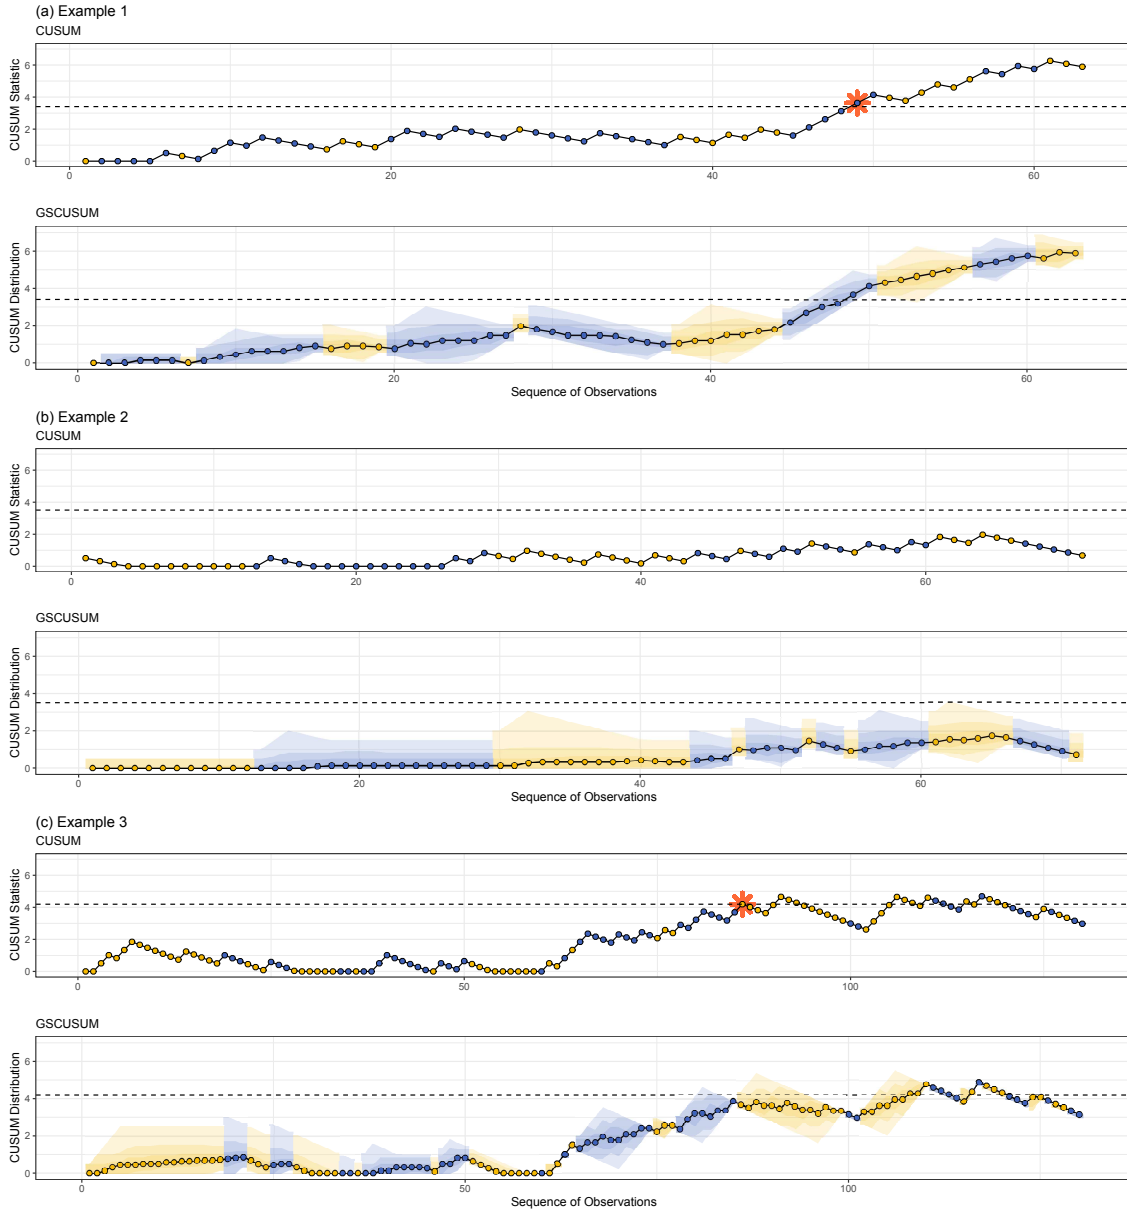 (a) Example 1
CUSUM
CUSUM Statistic
6
4
2
0
0 20 40 60
GSCUSUM
CUSUM Distribution
6
4
2
0
0 20 40 60
Sequence of Observations
(b) Example 2
CUSUM
CUSUM Statistic
6
4
2
0
0 20 40 60
GSCUSUM
CUSUM Distribution
6
4
2
0
20 40 60
Sequence of Observations
(c) Example 3
CUSUM
CUSUM Statistic
6
4
2
0
0 50 100
GSCUSUM
CUSUM Distribution
6
4
2
0
0 50 100
Sequence of Observations